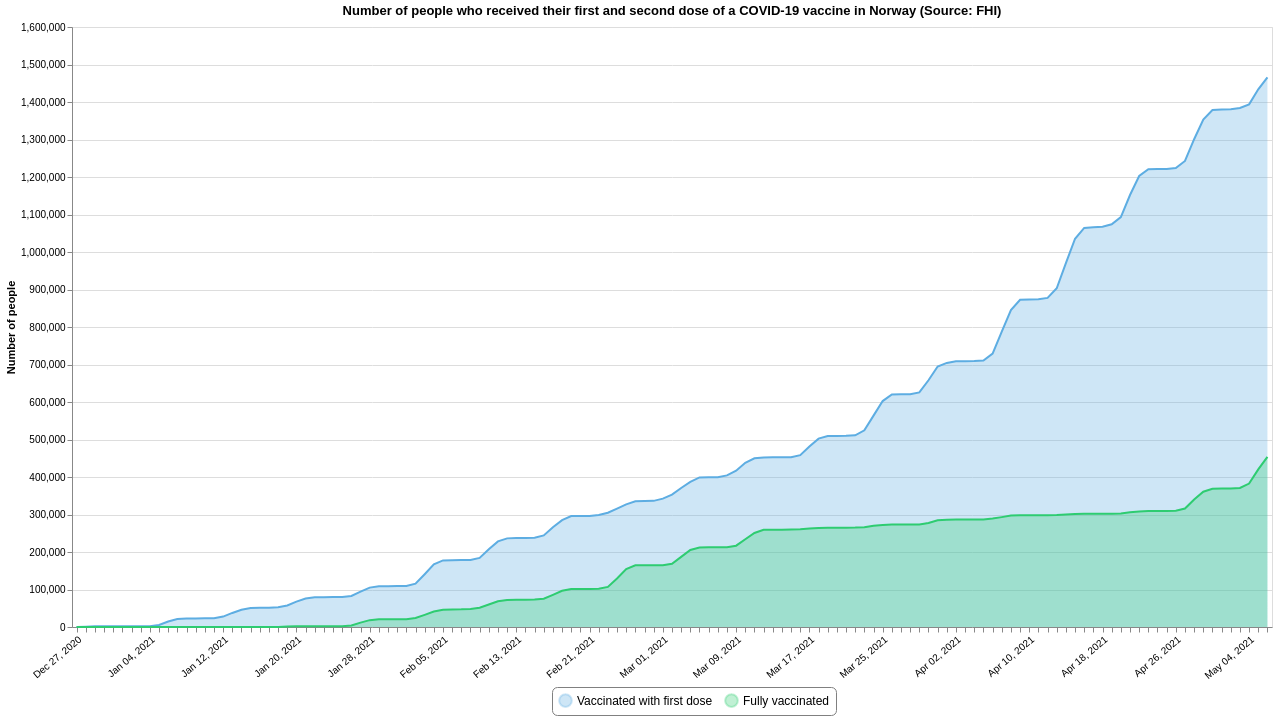 Number of people who received their first and second dose of a COVID-19 vaccine in Norway (Source: FHI)
Number of people
1,600,000
1,500,000
1,400,000
1,300,000
1,200,000
1,100,000
1,000,000
900,000
800,000
700,000
600,000
500,000
400,000
300,000
200,000
100,000
0
Dec 27, 2020
Jan 04, 2021
Jan 12, 2021
Jan 20, 2021
Jan 28, 2021
Feb 05, 2021
Feb 13, 2021
Feb 21, 2021
Mar 01, 2021
Mar 09, 2021
Mar 17, 2021
Mar 25, 2021
Apr 02, 2021
Apr 10, 2021
Apr 18, 2021
Apr 26, 2021
May 04, 2021
Vaccinated with first dose
Fully vaccinated